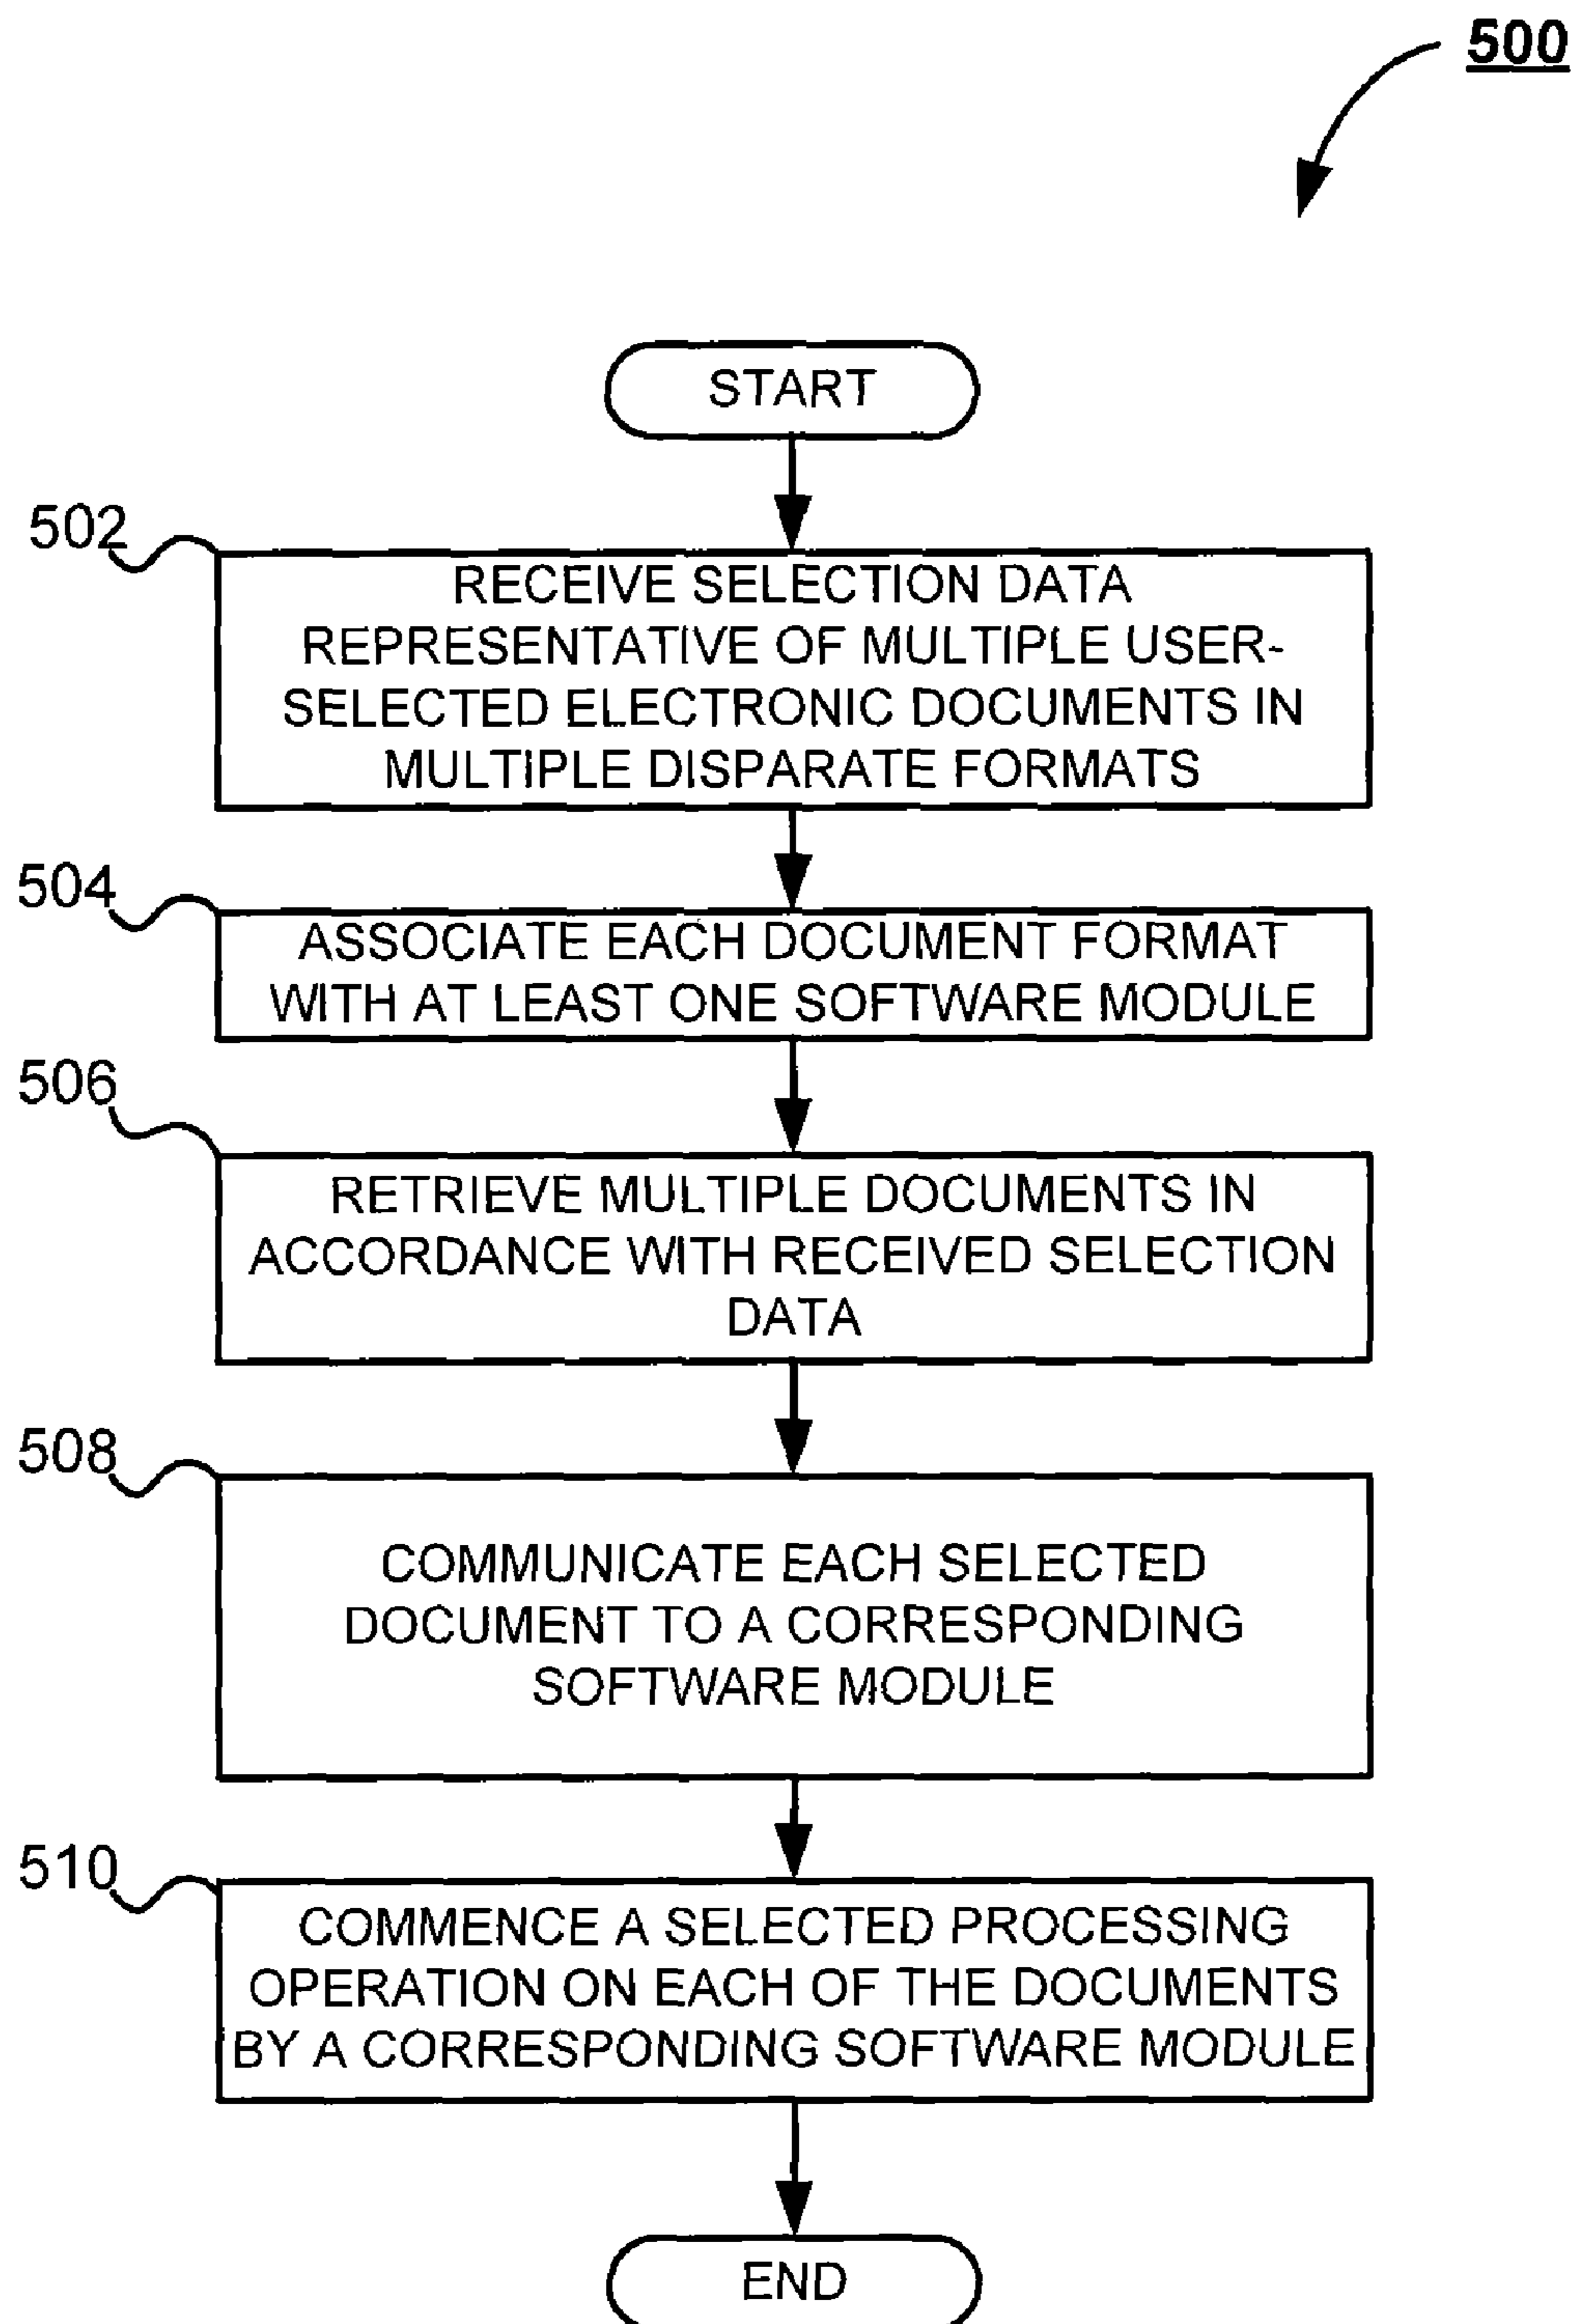 500
START
502
RECEIVE SELECTION DATA
REPRESENTATIVE OF MULTIPLE USER-
SELECTED ELECTRONIC DOCUMENTS IN
MULTIPLE DISPARATE FORMATS
504
ASSOCIATE EACH DOCUMENT FORMAT
WITH AT LEAST ONE SOFTWARE MODULE
506
RETRIEVE MULTIPLE DOCUMENTS IN
ACCORDANCE WITH RECEIVED SELECTION
DATA
508
COMMUNICATE EACH SELECTED
DOCUMENT TO A CORRESPONDING
SOFTWARE MODULE
510
COMMENCE A SELECTED PROCESSING
OPERATION ON EACH OF THE DOCUMENTS
BY A CORRESPONDING SOFTWARE MODULE
END